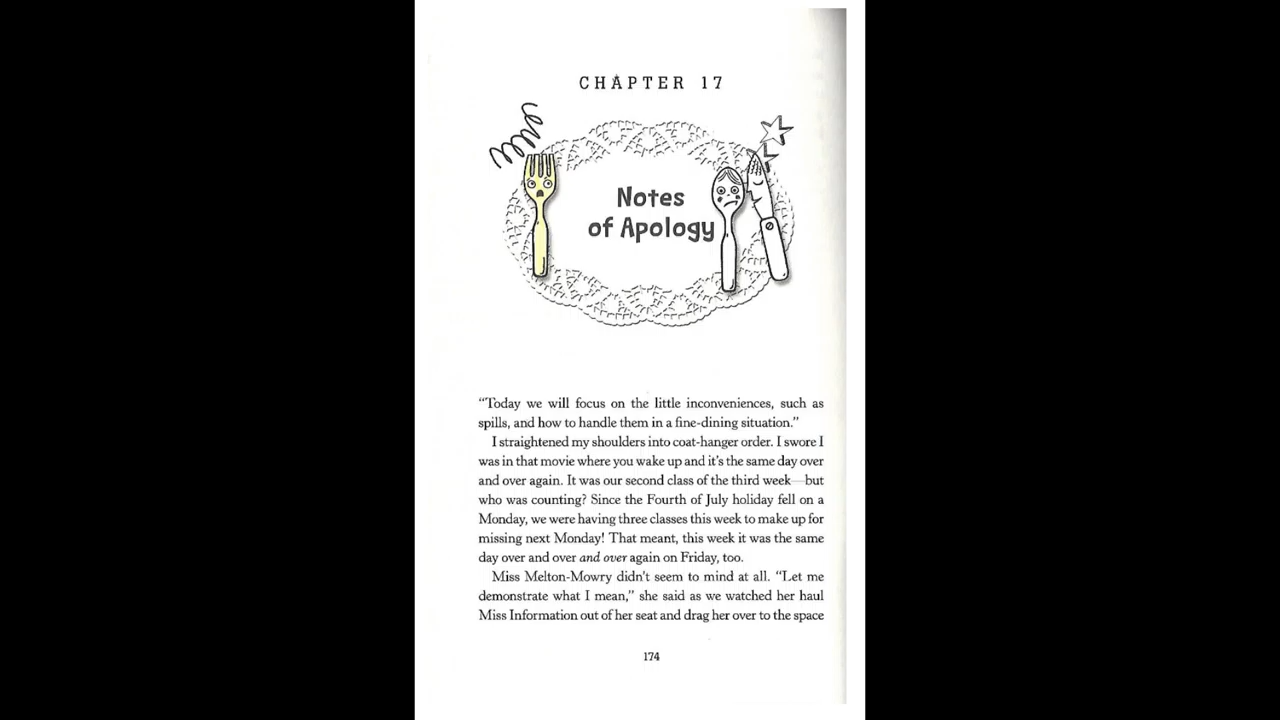 CHAPTER 17
Notes
of Apology
“Today we will focus on the little inconveniences, such as
spills, and how to handle them in a fine-dining situation.”
I straightened my shoulders into coat-hanger order. I swore I
was in that movie where you wake up and it’s the same day over
and over again. It was our second class of the third week—but
who was counting? Since the Fourth of July holiday fell on a
Monday, we were having three classes this week to make up for
missing next Monday! That meant, this week it was the same
day over and over and over again on Friday, too.
Miss Melton-Mowry didn’t seem to mind at all. “Let me
demonstrate what I mean,” she said as we watched her haul
Miss Information out of her seat and drag her over to the space
174